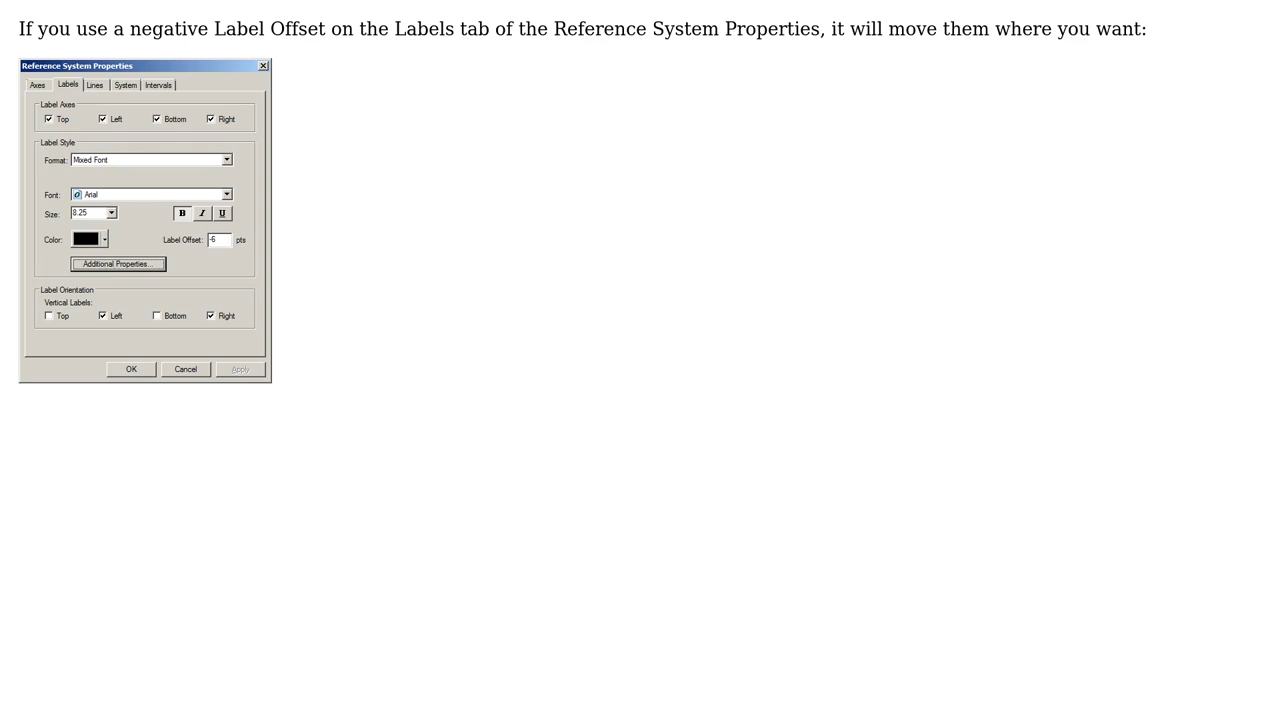 If you use a negative Label Offset on the Labels tab of the Reference System Properties, it will move them where you want:
Reference System Properties
Axes Labels Lines System Intervals
Label Axes
Top Left Bottom Right
Label Style
Format: Mixed Font
Font: Arial
Size: 8.25 B I U
Color: Label Offset: -6 pts
Additional Properties...
Label Orientation
Vertical Labels:
Top Left Bottom Right
OK Cancel Apply